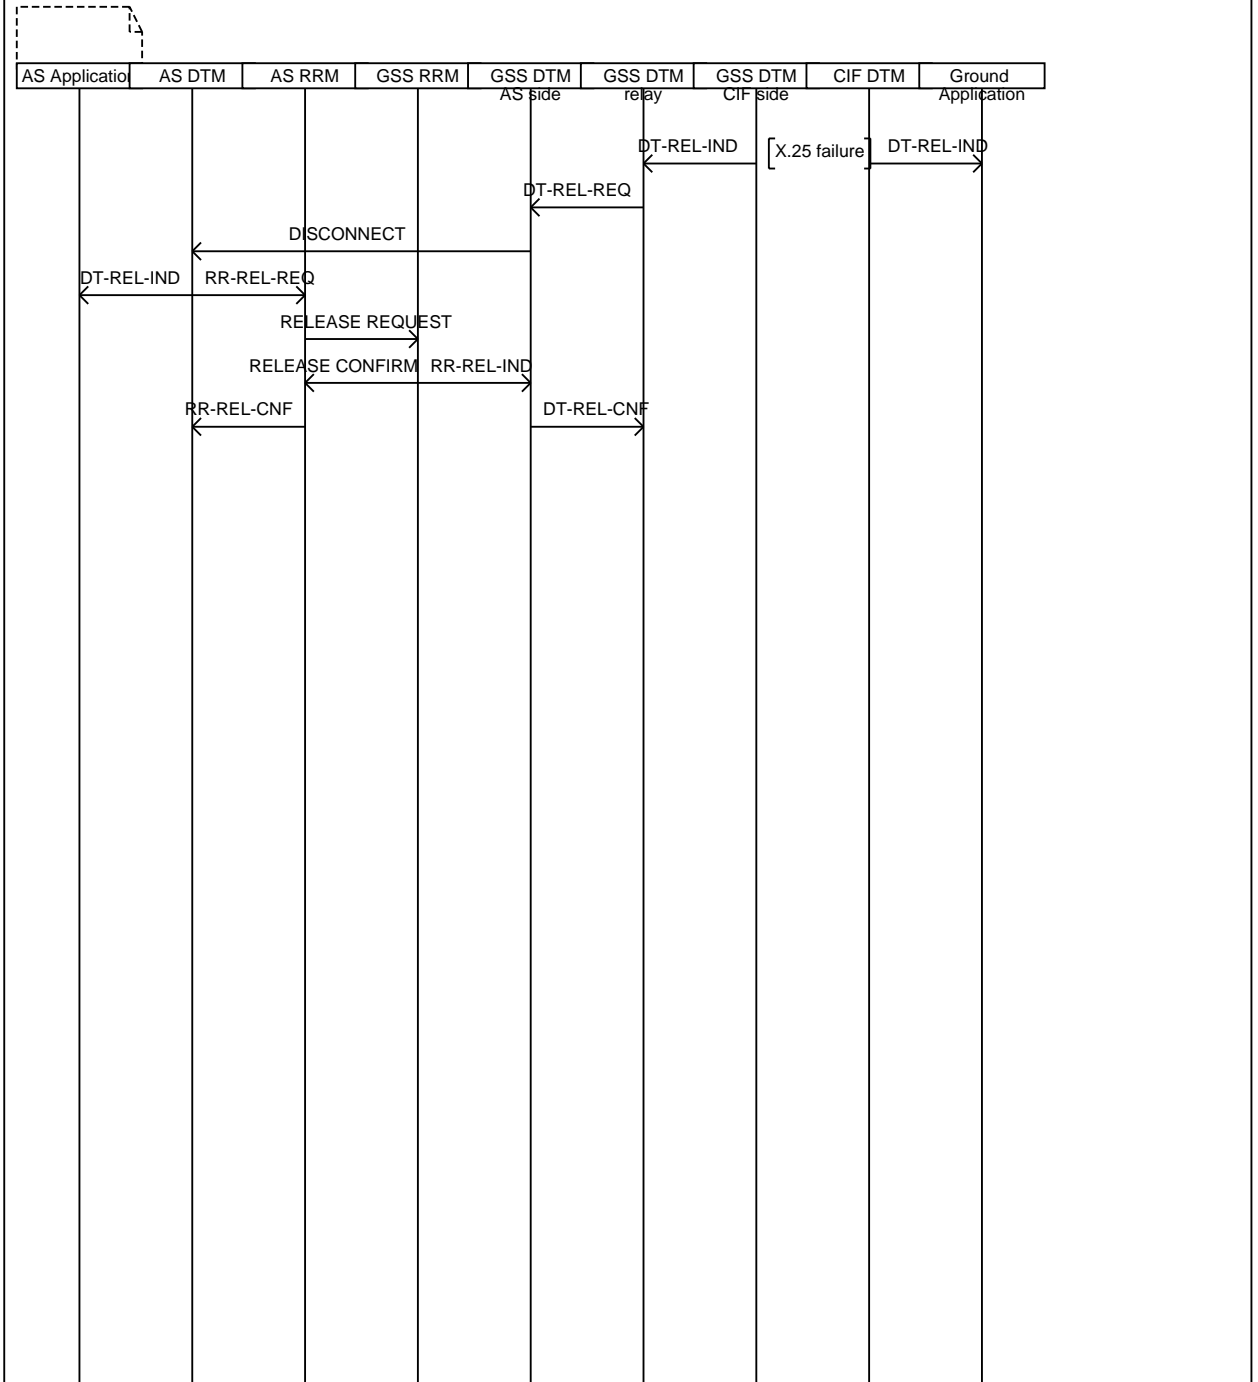 AS Application AS DTM AS RRM GSS RRM GSS DTM GSS DTM GSS DTM CIF DTM Ground
AS side relay CIF side Application
DT-REL-IND X.25 failure DT-REL-IND
DT-REL-REQ
DISCONNECT
DT-REL-IND RR-REL-REQ
RELEASE REQUEST
RELEASE CONFIRM RR-REL-IND
RR-REL-CNF DT-REL-CNF